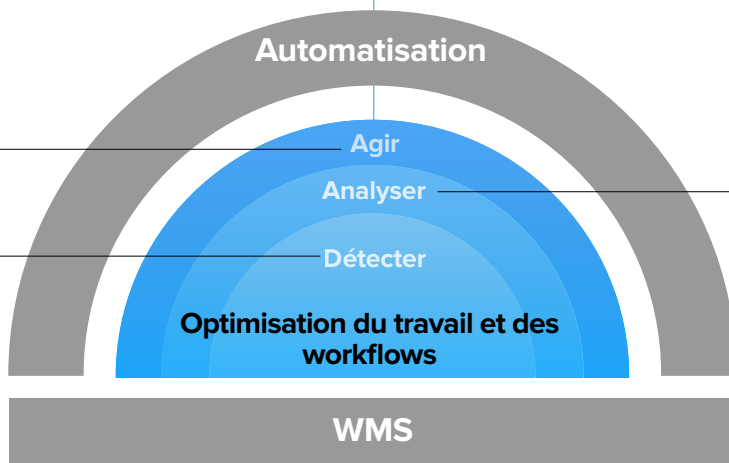 Automatisation
Agir
Analyser
Détecter
Optimisation du travail et des
workflows
WMS